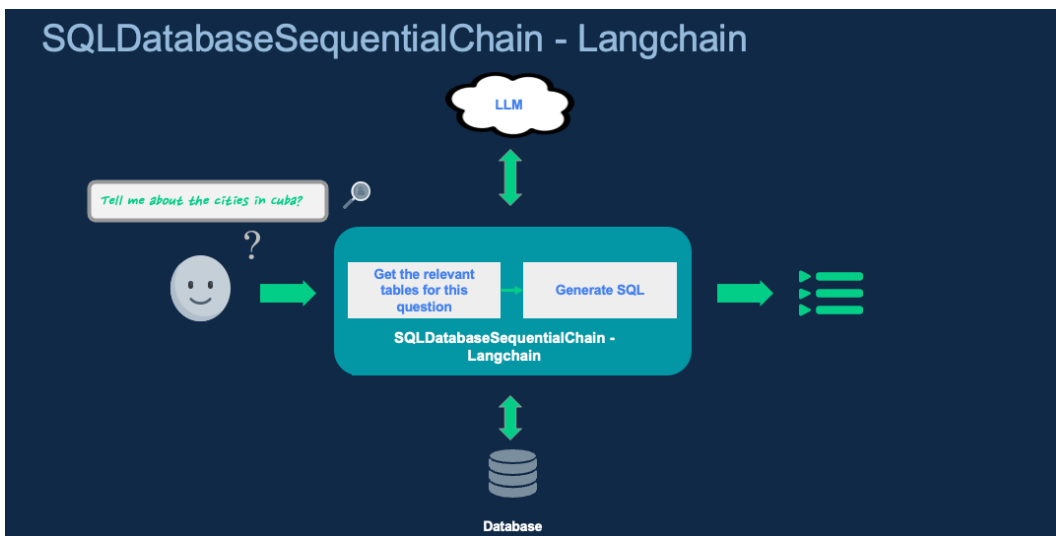 SQLDatabaseSequentialChain - Langchain
LLM
Tell me about the cities in cuba?
?
Get the relevant
tables for this
question
Generate SQL
SQLDatabaseSequentialChain -
Langchain
Database